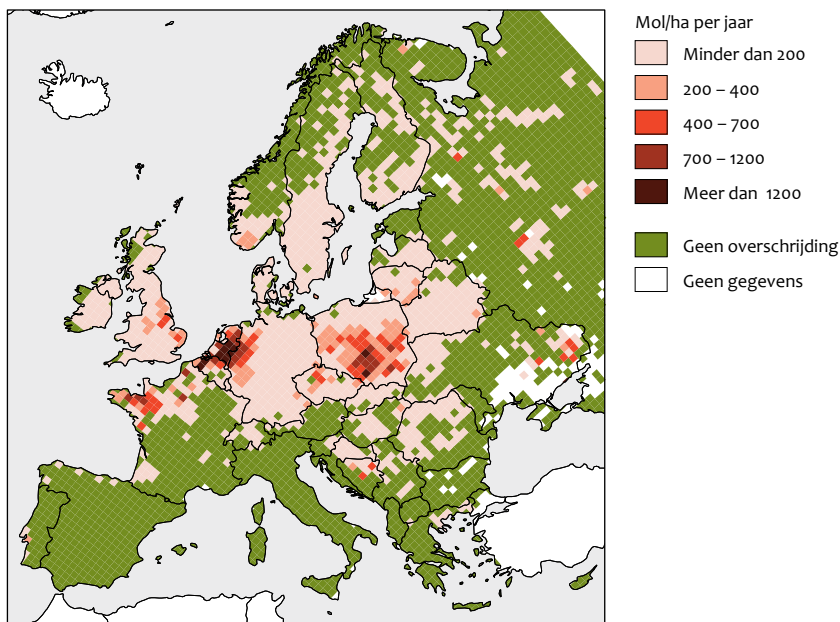 Mol/ha per jaar
Minder dan 200
200 – 400
400 – 700
700 – 1200
Meer dan 1200
Geen overschrijding
Geen gegevens